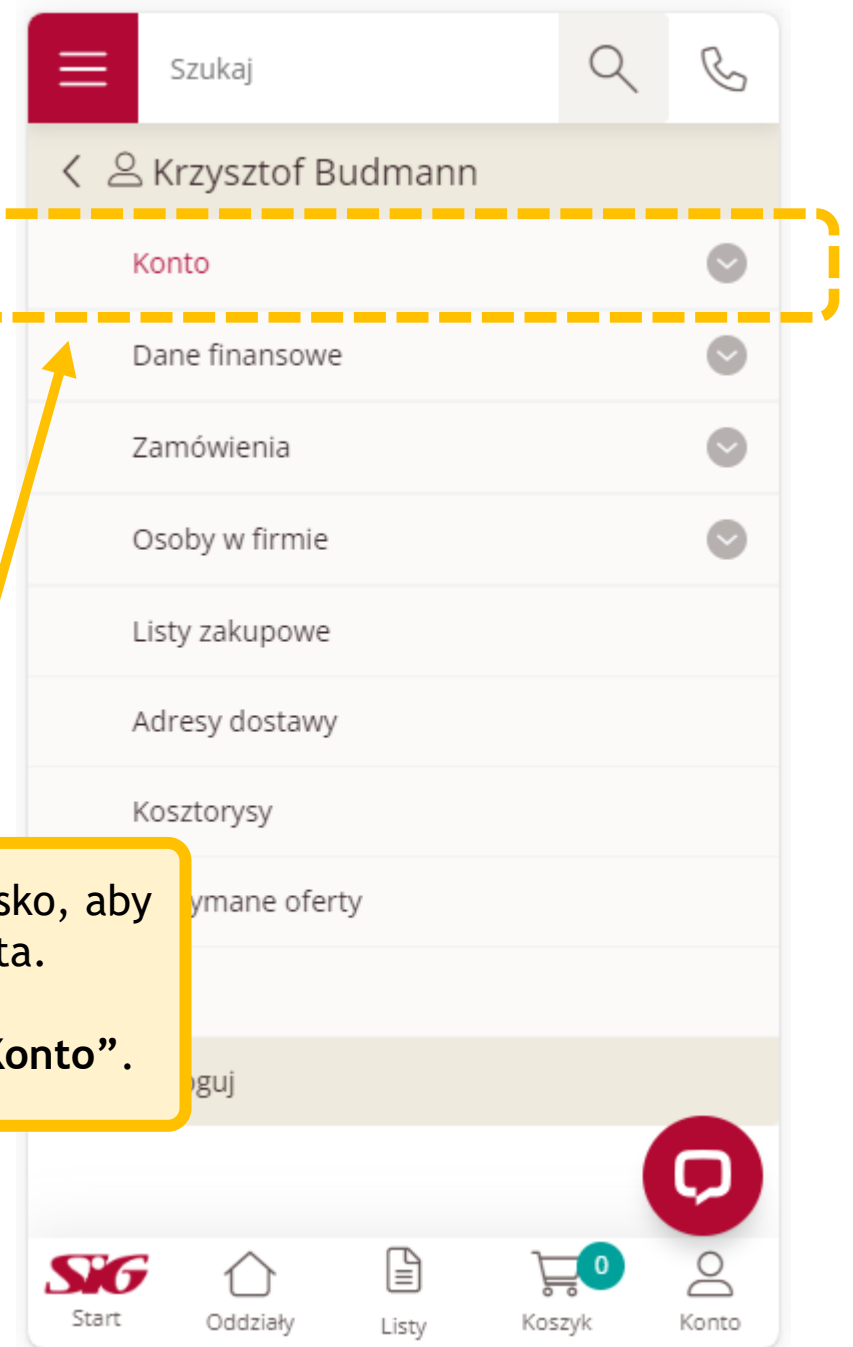 Szukaj
Krzysztof Budmann
Konto
Dane finansowe
Zamówienia
Osoby w firmie
Listy zakupowe
Adresy dostawy
Kosztorysy
ymane oferty
sko, aby
ta.
Konto”.
oguj
SIG
Start
Oddziały
Listy
0
Koszyk
Konto